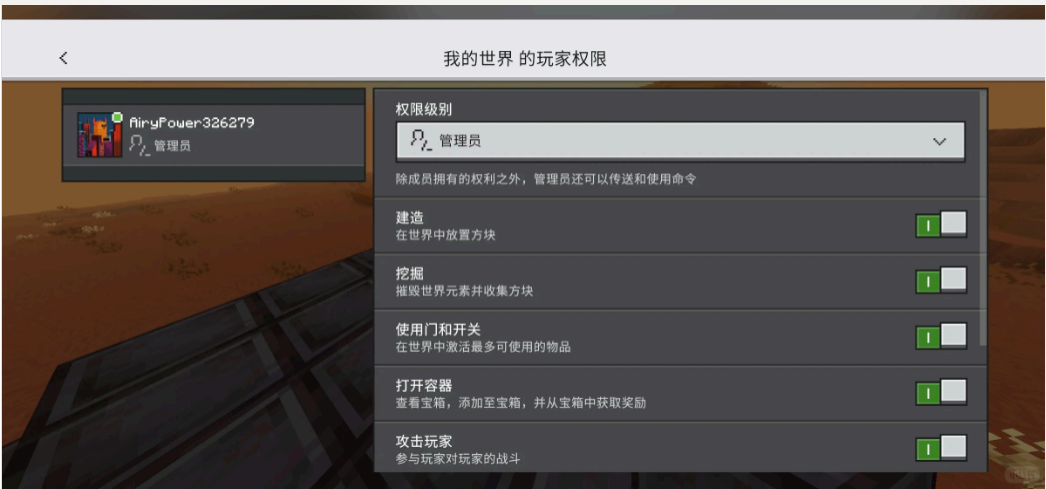 我的世界 的玩家权限
AiryPower326279
管理员
权限级别
管理员
除成员拥有的权利之外，管理员还可以传送和使用命令
建造
在世界中放置方块
挖掘
摧毁世界元素并收集方块
使用门和开关
在世界中激活最多可使用的物品
打开容器
查看宝箱，添加至宝箱，并从宝箱中获取奖励
攻击玩家
参与玩家对玩家的战斗